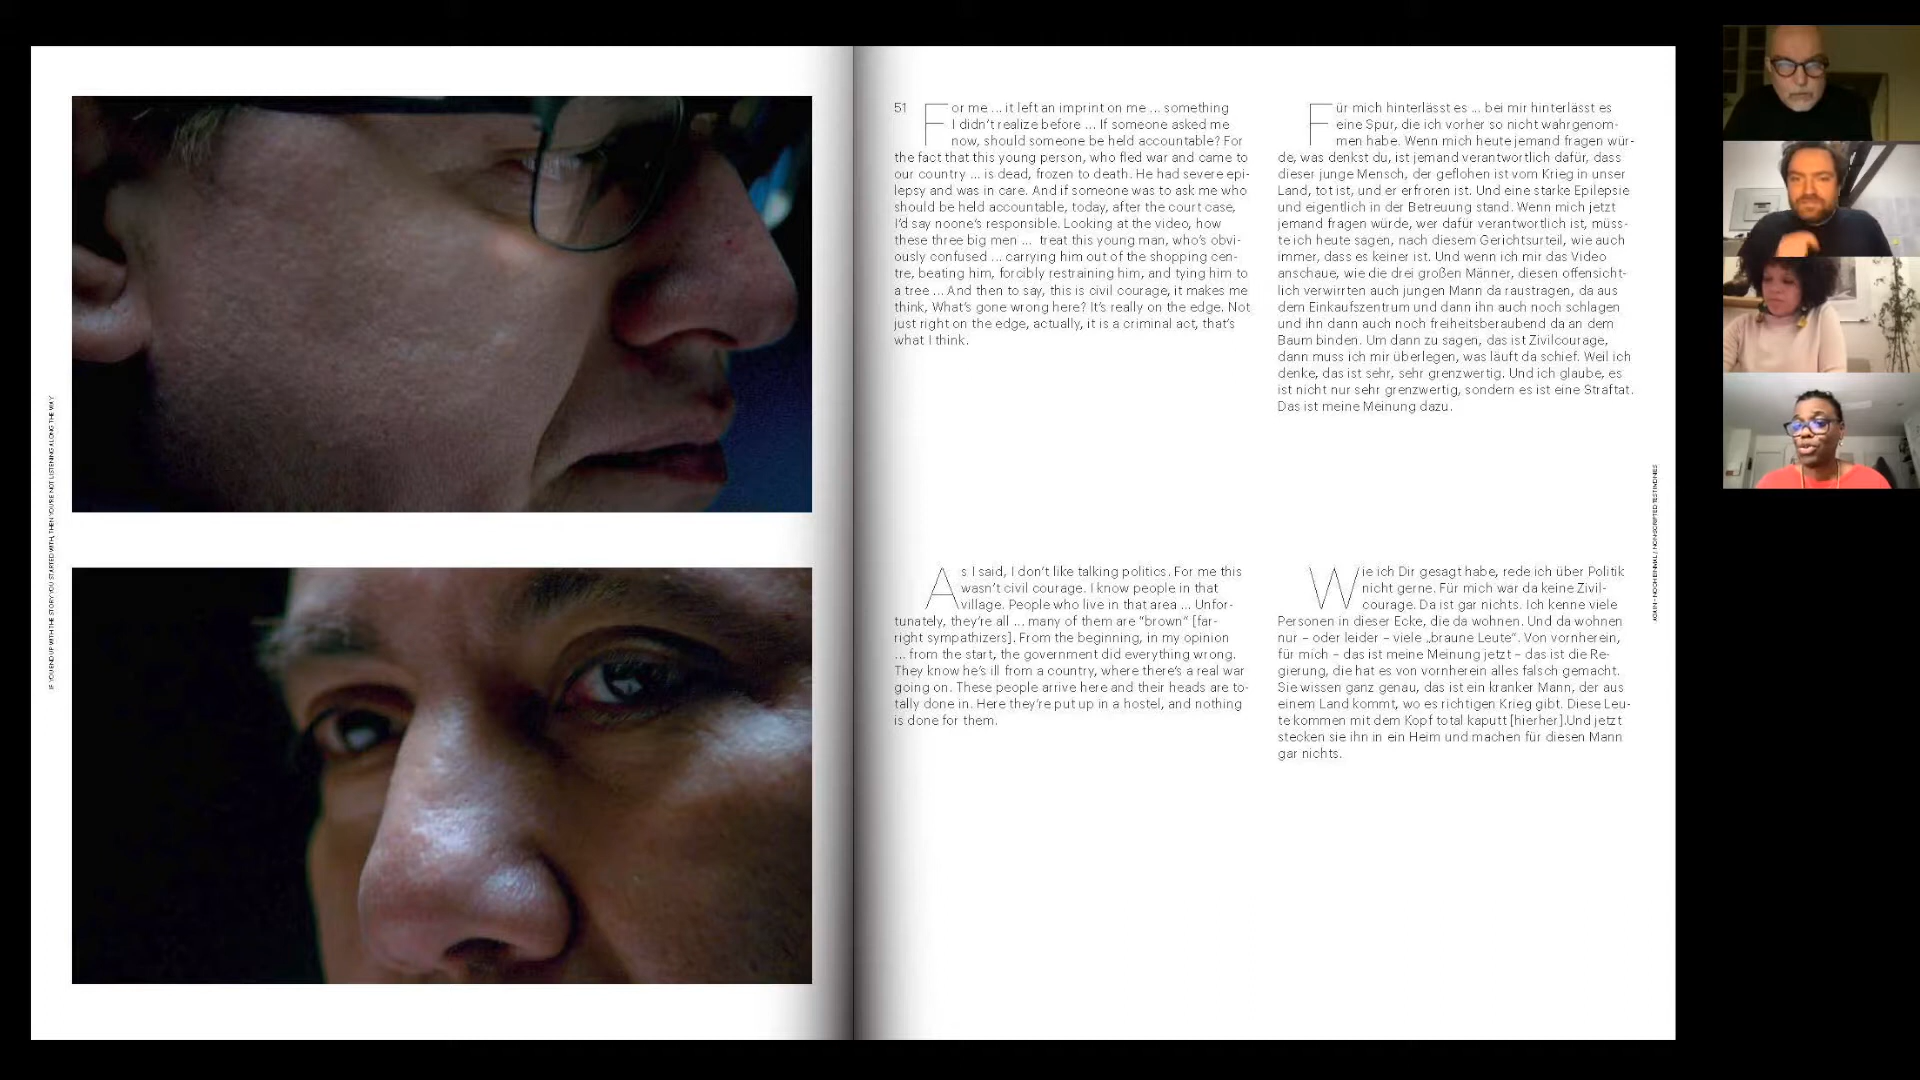 IF YOU END UP WITH THE STORY YOU STARTED WITH, THEN YOU'RE NOT LISTENING ALONG THE WAY
51
For me ... it left an imprint on me ... something
I didn't realize before ... If someone asked me
now, should someone be held accountable? For
the fact that this young person, who fled war and came to
our country ... is dead, frozen to death. He had severe epi-
lepsy and was in care. And if someone was to ask me who
should be held accountable, today, after the court case,
I'd say noone's responsible. Looking at the video, how
these three big men ... treat this young man, who's obvi-
ously confused ... carrying him out of the shopping cen-
tre, beating him, forcibly restraining him, and tying him to
a tree ... And then to say, this is civil courage, it makes me
think, What's gone wrong here? It's really on the edge. Not
just right on the edge, actually, it is a criminal act, that's
what I think.
Für mich hinterlässt es ... bei mir hinterlässt es
eine Spur, die ich vorher so nicht wahrgenom-
men habe. Wenn mich heute jemand fragen wür-
de, was denkst du, ist jemand verantwortlich dafür, dass
dieser junge Mensch, der geflohen ist vom Krieg in unser
Land, tot ist, und er erfroren ist. Und eine starke Epilepsie
und eigentlich in der Betreuung stand. Wenn mich jetzt
jemand fragen würde, wer dafür verantwortlich ist, müss-
te ich heute sagen, nach diesem Gerichtsurteil, wie auch
immer, dass es keiner ist. Und wenn ich mir das Video
anschaue, wie die drei großen Männer, diesen offensicht-
lich verwirrten auch jungen Mann da raustragen, da aus
dem Einkaufszentrum und dann ihn auch noch schlagen
und ihn dann auch noch freiheitsberaubend da an dem
Baum binden. Um dann zu sagen, das ist Zivilcourage,
dann muss ich mir überlegen, was läuft da schief. Weil ich
denke, das ist sehr, sehr grenzwertig. Und ich glaube, es
ist nicht nur sehr grenzwertig, sondern es ist eine Straftat.
Das ist meine Meinung dazu.
As I said, I don't like talking politics. For me this
wasn't civil courage. I know people in that
village. People who live in that area ... Unfor-
tunately, they're all ... many of them are "brown" [far-
right sympathizers]. From the beginning, in my opinion
... from the start, the government did everything wrong.
They know he's ill from a country, where there's a real war
going on. These people arrive here and their heads are to-
tally done in. Here they're put up in a hostel, and nothing
is done for them.
Wie ich Dir gesagt habe, rede ich über Politik
nicht gerne. Für mich war da keine Zivil-
courage. Da ist gar nichts. Ich kenne viele
Personen in dieser Ecke, die da wohnen. Und da wohnen
nur – oder leider – viele „braune Leute“. Von vornherein,
für mich – das ist meine Meinung jetzt – das ist die Re-
gierung, die hat es von vornherein alles falsch gemacht.
Sie wissen ganz genau, das ist ein kranker Mann, der aus
einem Land kommt, wo es richtigen Krieg gibt. Diese Leu-
te kommen mit dem Kopf total kaputt [hierher].Und jetzt
stecken sie ihn in ein Heim und machen für diesen Mann
gar nichts.
AGAIN – NOCH EINMAL / NON-SCRIPTED TESTIMONIES